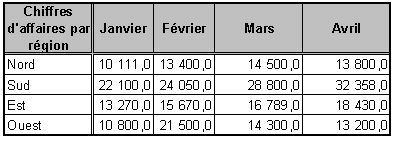 Chiffres
d'affaires par
région
Janvier Février Mars Avril
Nord 10 111,0 13 400,0 14 500,0 13 800,0
Sud 22 100,0 24 050,0 28 800,0 32 358,0
Est 13 270,0 15 670,0 16 789,0 18 430,0
Ouest 10 800,0 21 500,0 14 300,0 13 200,0